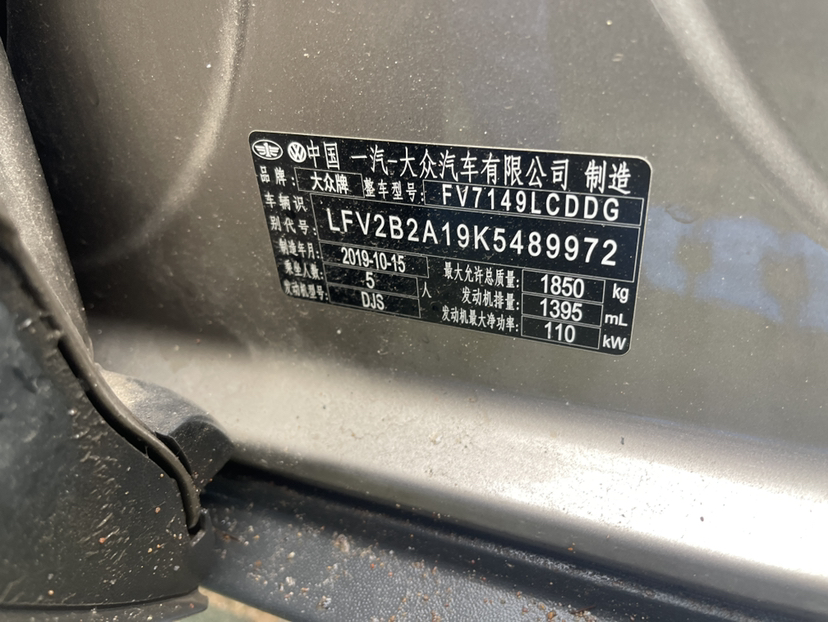 中国 一汽-大众汽车有限公司 制造
品牌: 大众牌 整车型号: FV7149LCDDG
车辆识别代号: LFV2B2A19K5489972
制造年月: 2019-10-15
乘坐人数: 5 人
发动机型号: DJS
最大允许总质量: 1850 kg
发动机排量: 1395 mL
发动机最大净功率: 110 kW